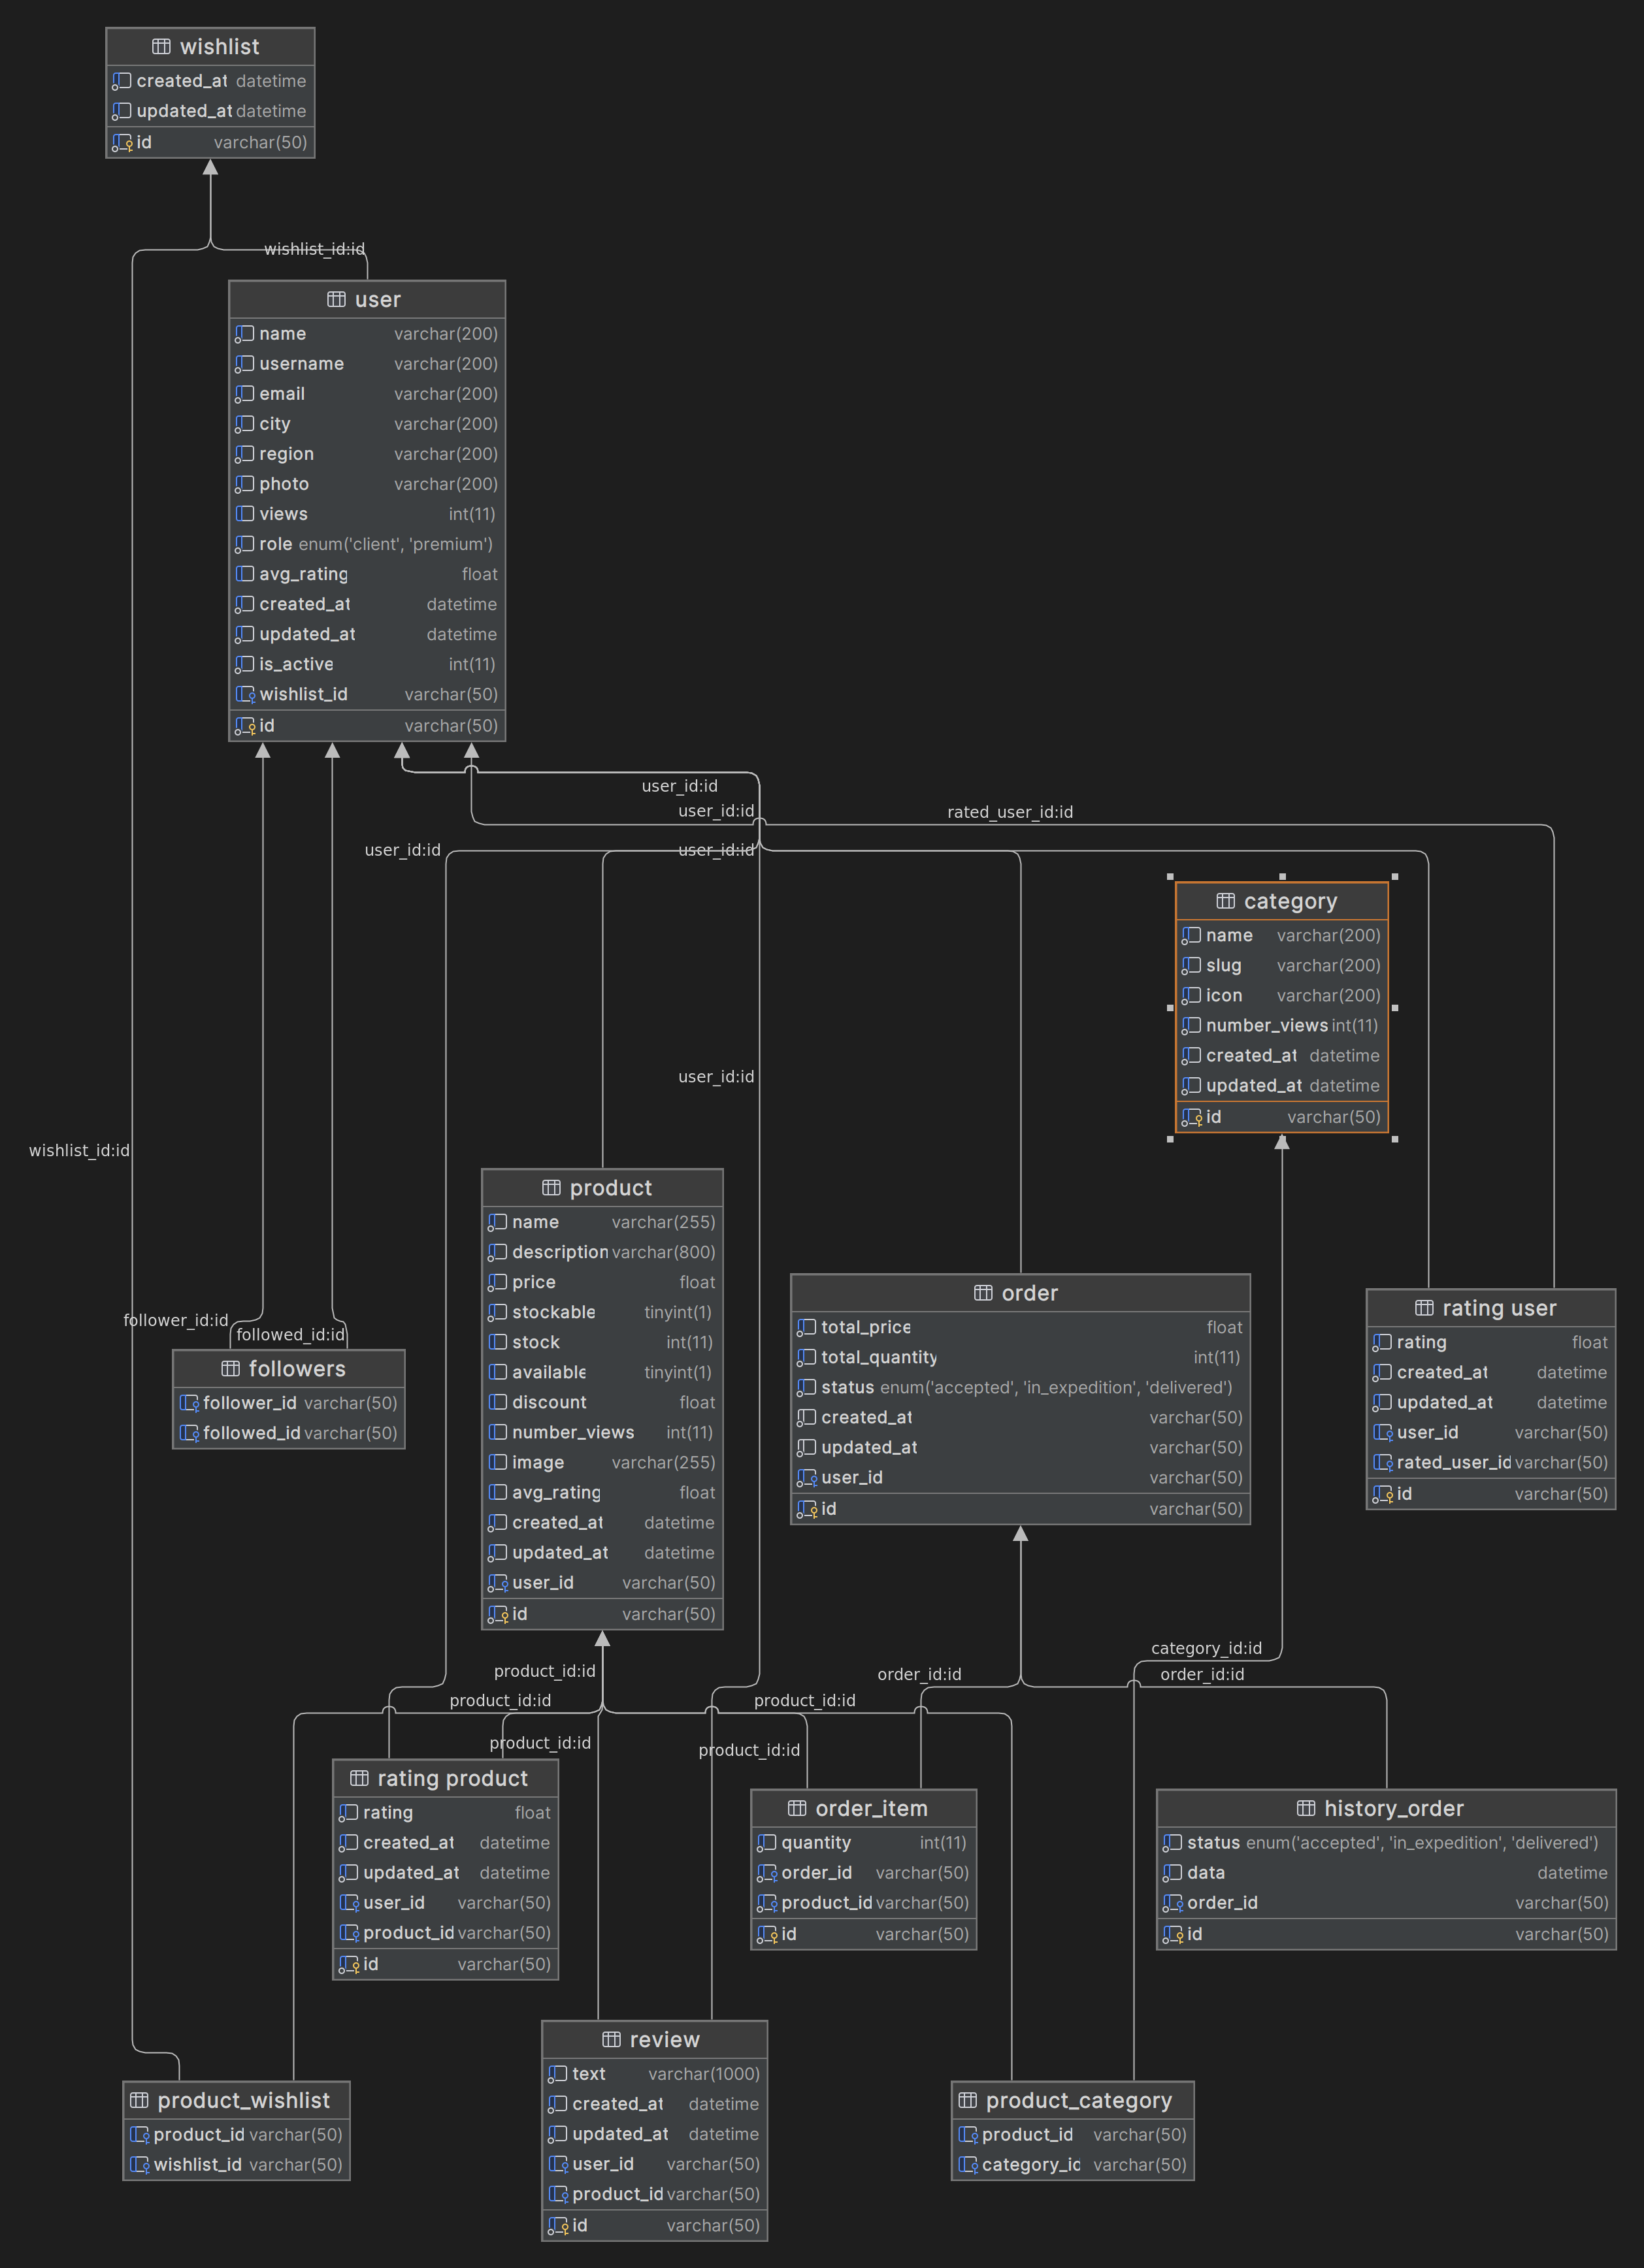 wishlist
created_at datetime
updated_at datetime
id varchar(50)
wishlist_id:id
user
name varchar(200)
username varchar(200)
email varchar(200)
city varchar(200)
region varchar(200)
photo varchar(200)
views int(11)
role enum('client', 'premium')
avg_rating float
created_at datetime
updated_at datetime
is_active int(11)
wishlist_id varchar(50)
id varchar(50)
user_id:id
user_id:id
rated_user_id:id
user_id:id
user_id:id
category
name varchar(200)
slug varchar(200)
icon varchar(200)
number_views int(11)
created_at datetime
updated_at datetime
id varchar(50)
user_id:id
wishlist_id:id
product
name varchar(255)
description varchar(800)
price float
stockable tinyint(1)
stock int(11)
available tinyint(1)
discount float
number_views int(11)
image varchar(255)
avg_rating float
created_at datetime
updated_at datetime
user_id varchar(50)
id varchar(50)
order
total_price float
total_quantity int(11)
status enum('accepted', 'in_expedition', 'delivered')
created_at varchar(50)
updated_at varchar(50)
user_id varchar(50)
id varchar(50)
rating user
rating float
created_at datetime
updated_at datetime
user_id varchar(50)
rated_user_id varchar(50)
id varchar(50)
follower_id:id
followed_id:id
followers
follower_id varchar(50)
followed_id varchar(50)
category_id:id
product_id:id
order_id:id
order_id:id
product_id:id
product_id:id
product_id:id
product_id:id
rating product
rating float
created_at datetime
updated_at datetime
user_id varchar(50)
product_id varchar(50)
id varchar(50)
order_item
quantity int(11)
order_id varchar(50)
product_id varchar(50)
id varchar(50)
history_order
status enum('accepted', 'in_expedition', 'delivered')
data datetime
order_id varchar(50)
id varchar(50)
review
text varchar(1000)
created_at datetime
updated_at datetime
user_id varchar(50)
product_id varchar(50)
id varchar(50)
product_wishlist
product_id varchar(50)
wishlist_id varchar(50)
product_category
product_id varchar(50)
category_id varchar(50)